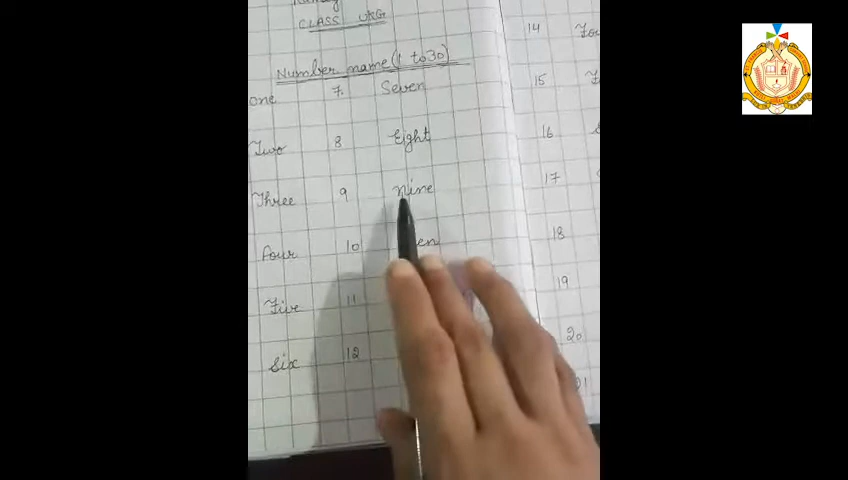 CLASS UKG
Number name (1 to 30)
One 7. Seven
Two 8 Eight
Three 9 Nine
four 10
Five 11
Six 12
14
15
16
17
18
19
20